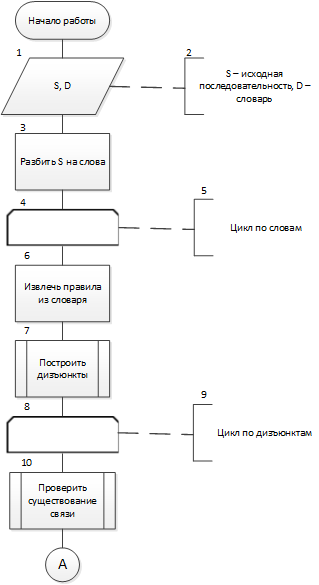 Начало работы
1
2
S, D
S – исходная
последовательность, D –
словарь
3
Разбить S на слова
4
5
Цикл по словам
6
Извлечь правила
из словаря
7
Построить
дизъюнкты
8
9
Цикл по дизъюнктам
10
Проверить
существование
связи
A